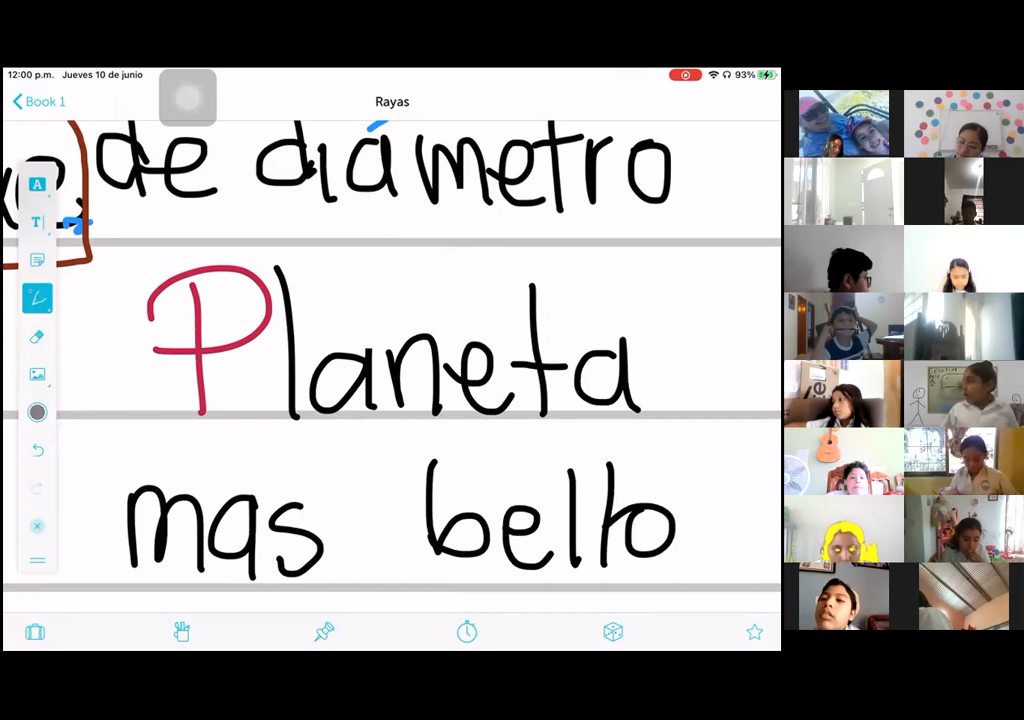 12:00 p.m. Jueves 10 de junio
93%
Book 1
Rayas
de diámetro
A
T
Planeta
mas bello